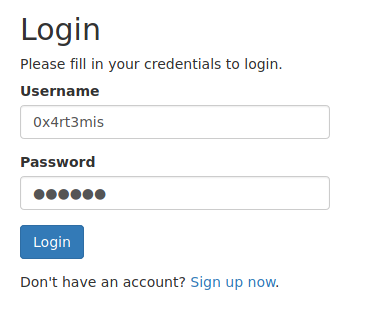 Login
Please fill in your credentials to login.
Username
0x4rt3mis
Password
●●●●●●
Login
Don't have an account? Sign up now.